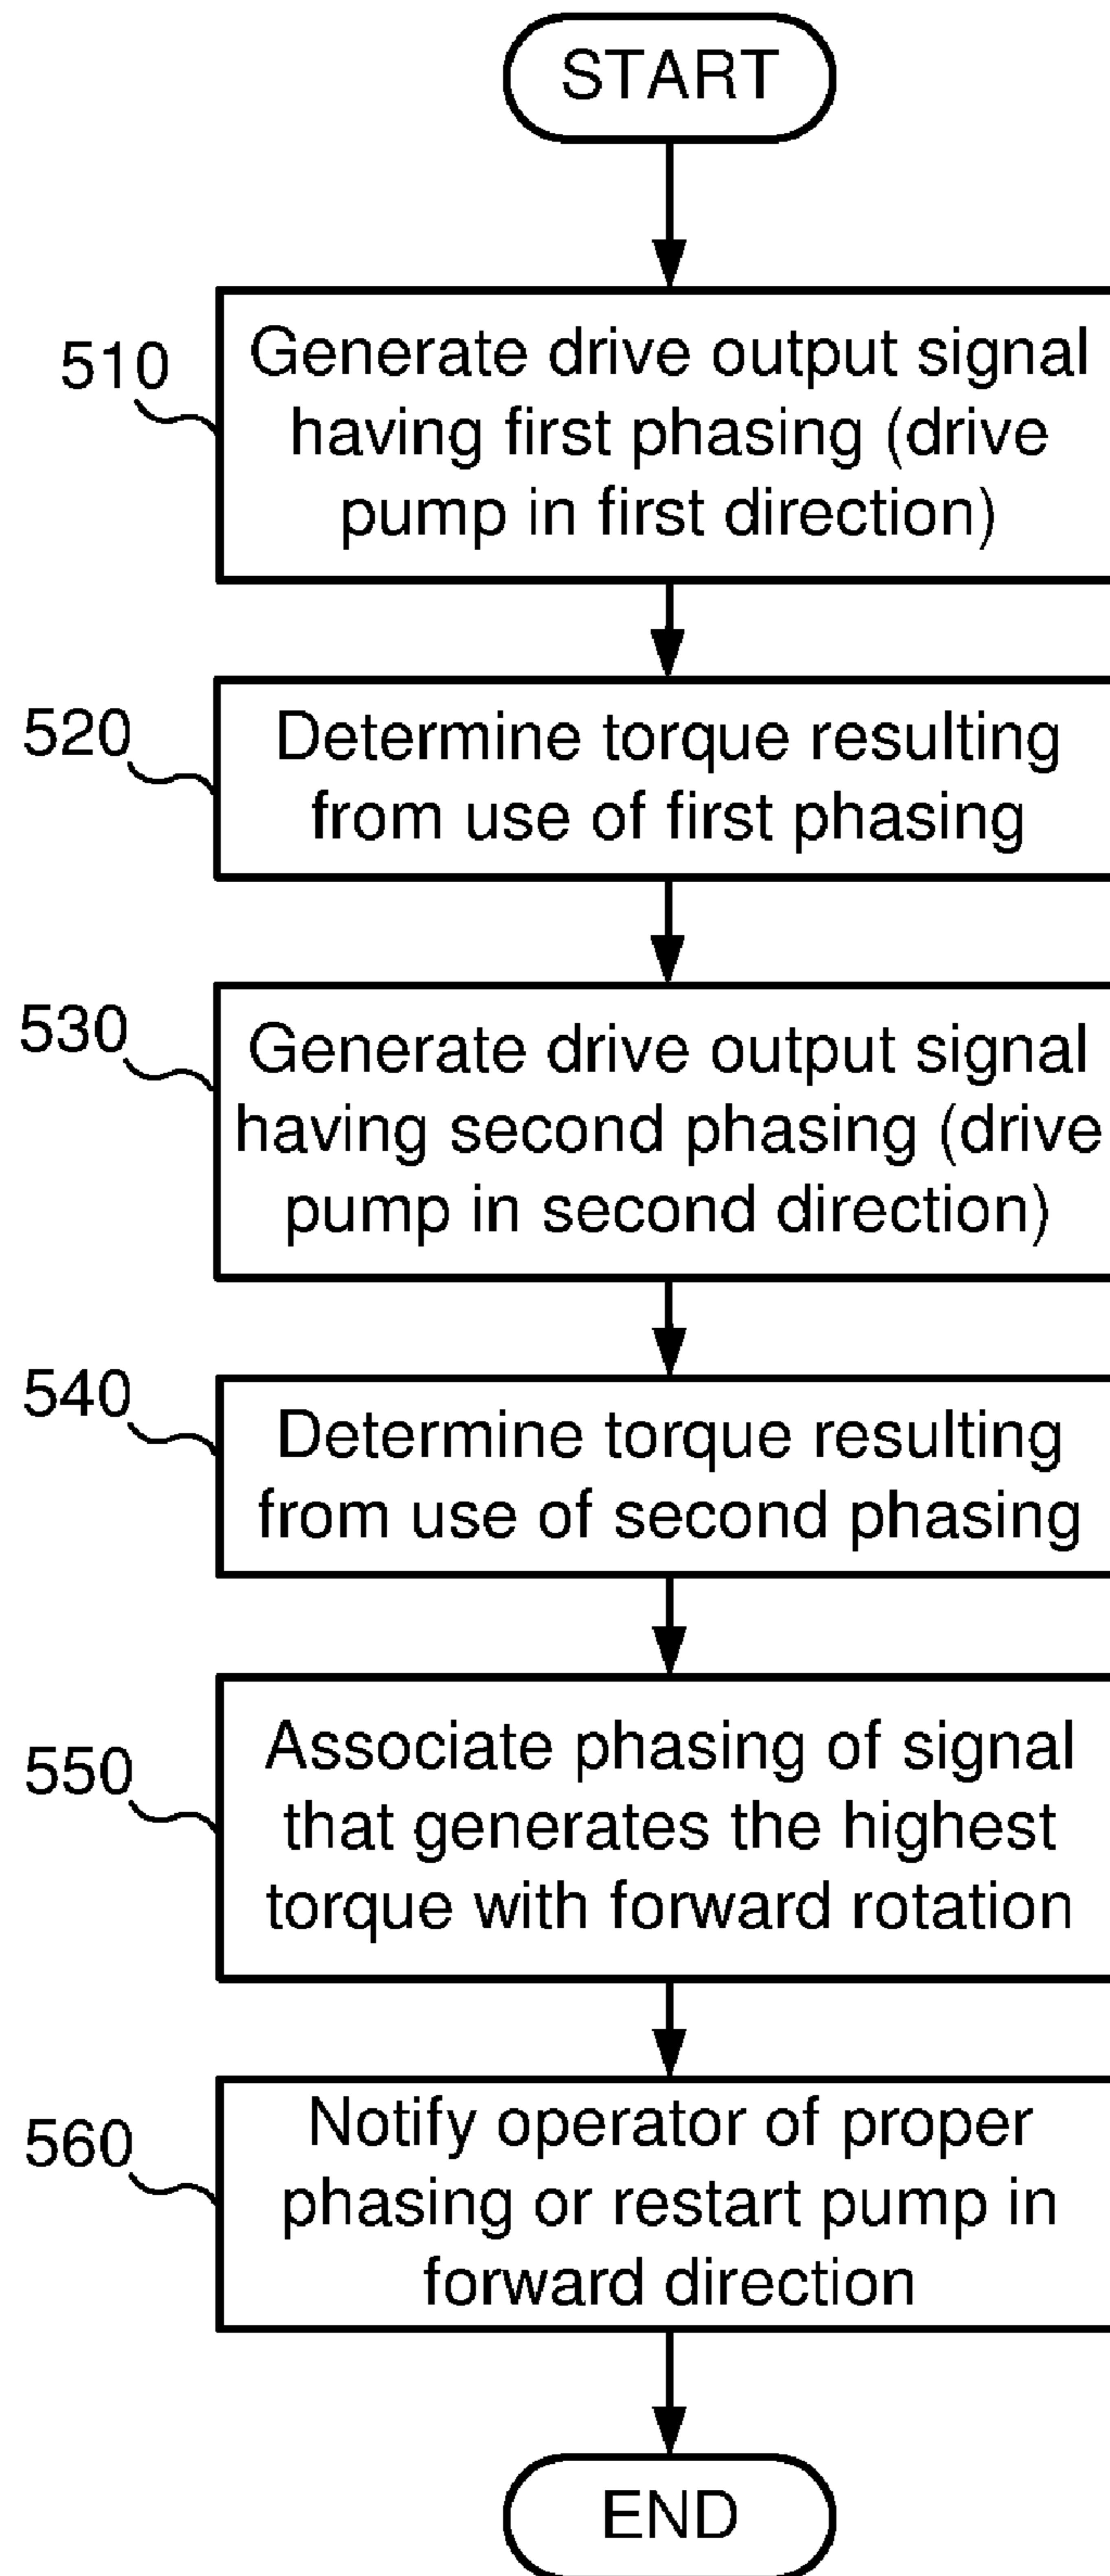 START
510
Generate drive output signal
having first phasing (drive
pump in first direction)
520
Determine torque resulting
from use of first phasing
530
Generate drive output signal
having second phasing (drive
pump in second direction)
540
Determine torque resulting
from use of second phasing
550
Associate phasing of signal
that generates the highest
torque with forward rotation
560
Notify operator of proper
phasing or restart pump in
forward direction
END